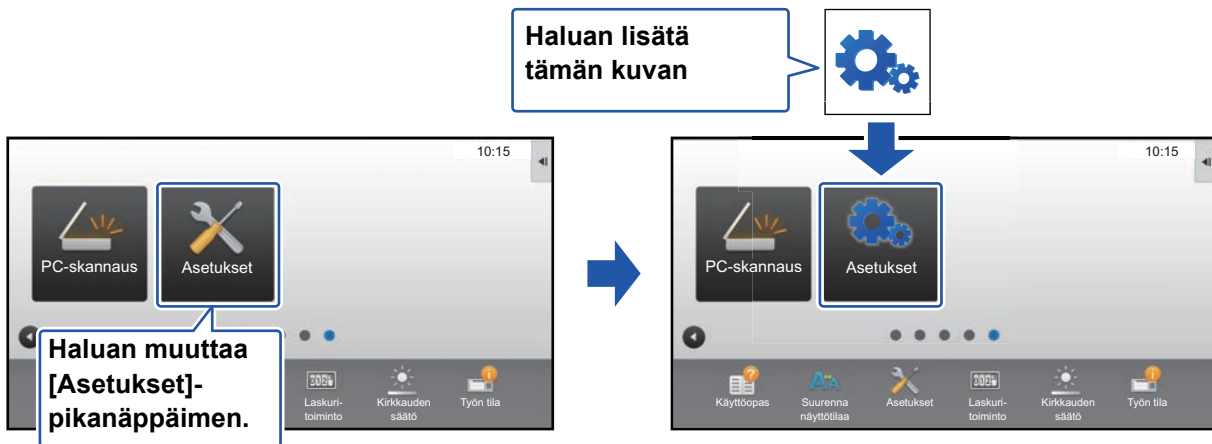 Haluan lisätä
tämän kuvan
10:15
PC-skannaus
Asetukset
Haluan muuttaa
[Asetukset]-
pikanäppäimen.
Laskuri-
toiminto
Kirkkauden
säätö
Työn tila
10:15
PC-skannaus
Asetukset
Käyttöopas
Suurenna
näyttötilaa
Asetukset
Laskuri-
toiminto
Kirkkauden
säätö
Työn tila